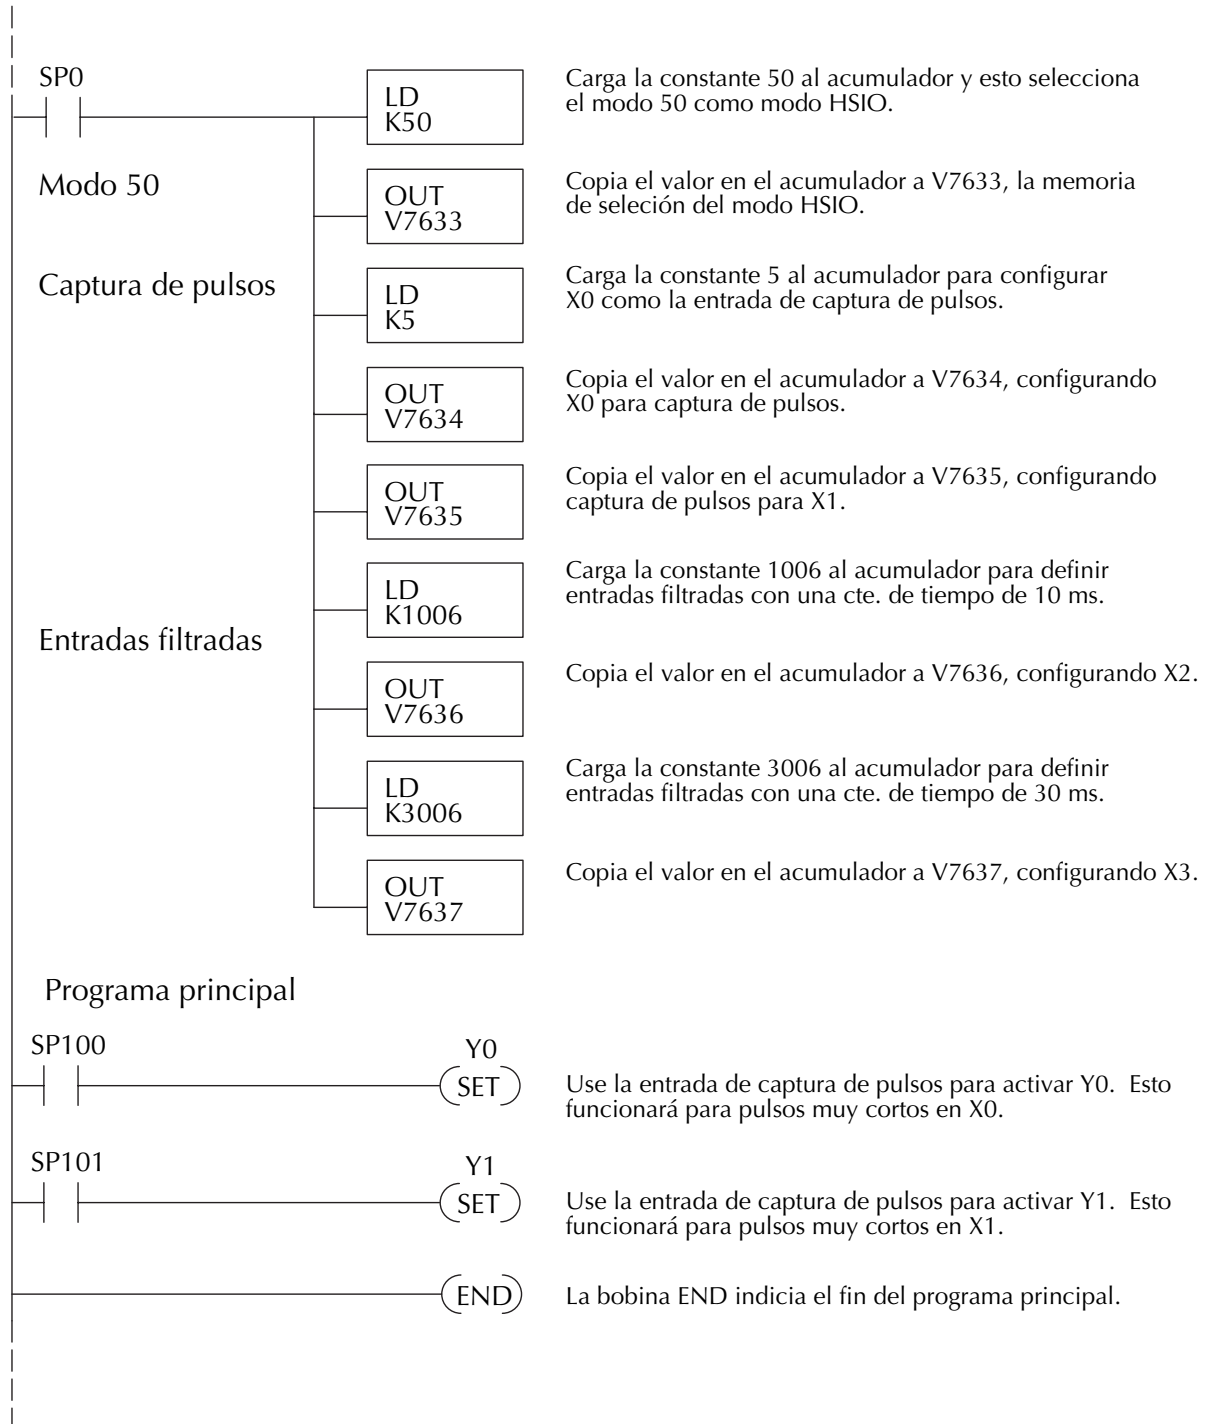 SP0
LD
K50
Carga la constante 50 al acumulador y esto selecciona
el modo 50 como modo HSIO.
Modo 50
OUT
V7633
Copia el valor en el acumulador a V7633, la memoria
de seleción del modo HSIO.
Captura de pulsos
LD
K5
Carga la constante 5 al acumulador para configurar
X0 como la entrada de captura de pulsos.
OUT
V7634
Copia el valor en el acumulador a V7634, configurando
X0 para captura de pulsos.
OUT
V7635
Copia el valor en el acumulador a V7635, configurando
captura de pulsos para X1.
LD
K1006
Carga la constante 1006 al acumulador para definir
entradas filtradas con una cte. de tiempo de 10 ms.
Entradas filtradas
OUT
V7636
Copia el valor en el acumulador a V7636, configurando X2.
LD
K3006
Carga la constante 3006 al acumulador para definir
entradas filtradas con una cte. de tiempo de 30 ms.
OUT
V7637
Copia el valor en el acumulador a V7637, configurando X3.
Programa principal
SP100
Y0
SET
Use la entrada de captura de pulsos para activar Y0. Esto
funcionará para pulsos muy cortos en X0.
SP101
Y1
SET
Use la entrada de captura de pulsos para activar Y1. Esto
funcionará para pulsos muy cortos en X1.
END
La bobina END indicia el fin del programa principal.